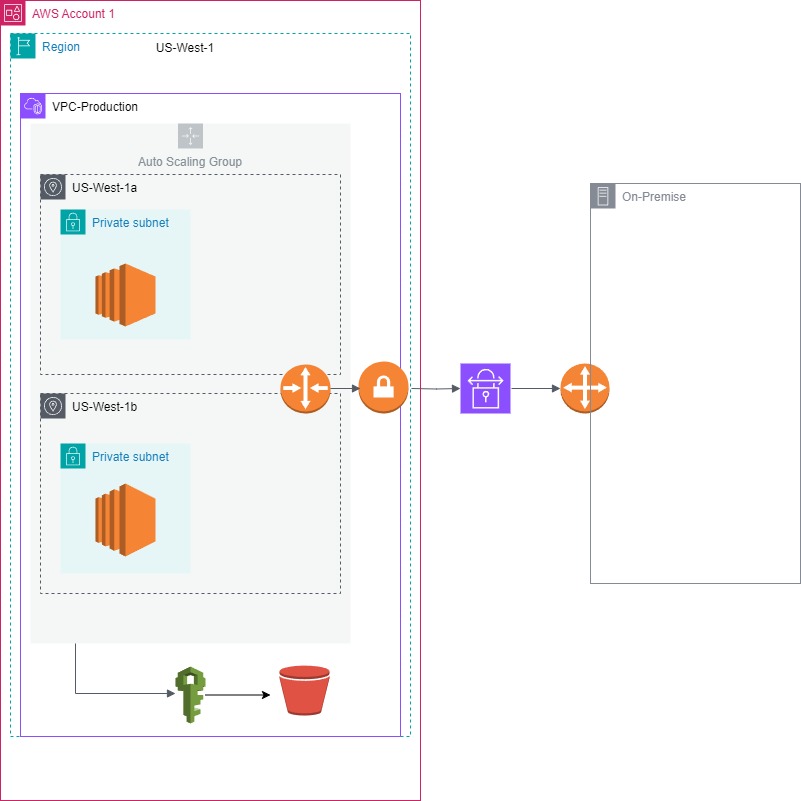 AWS Account 1
Region
US-West-1
VPC-Production
Auto Scaling Group
US-West-1a
Private subnet
On-Premise
US-West-1b
Private subnet